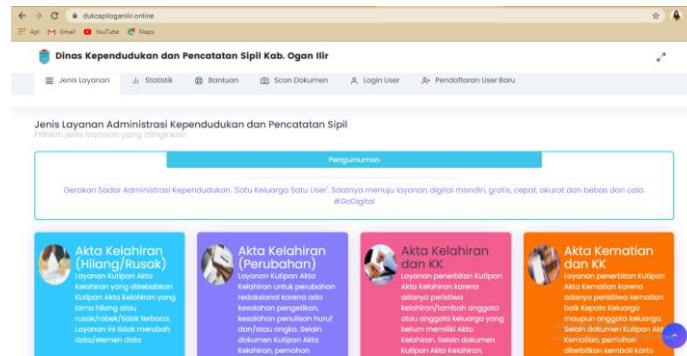 dukcapiloganilir.online
Apl Gmail YouTube Maps
Dinas Kependudukan dan Pencatatan Sipil Kab. Ogan Ilir
Jenis Layanan Statistik Bantuan Scan Dokumen Login User Pendaftaran User Baru
Jenis Layanan Administrasi Kependudukan dan Pencatatan Sipil
Pilihlah jenis layanan yang diinginkan
Pengumuman
Gerakan Sadar Administrasi Kependudukan. 'Satu Keluarga Satu User'. Saatnya menuju layanan digital mandiri, gratis, cepat, akurat dan bebas dari calo.
#GoDigital
Akta Kelahiran
(Hilang/Rusak)
Layanan Kutipan Akta
Kelahiran yang disebabkan
Kutipan Akta Kelahiran yang
lama hilang atau
rusak/robek/tidak terbaca.
Layanan ini tidak merubah
data/elemen data
Akta Kelahiran
(Perubahan)
Layanan Kutipan Akta
Kelahiran untuk perubahan
redaksional karena ada
kesalahan pengetikan,
kesalahan penulisan huruf
dan/atau angka. Selain
dokumen Kutipan Akta
Kelahiran, pemohon
Akta Kelahiran
dan KK
Layanan penerbitan Kutipan
Akta Kelahiran karena
adanya peristiwa
kelahiran/tambah anggota
atau anggota keluarga yang
belum memiliki Akta
Kelahiran. Selain dokumen
Kutipan Akta Kelahiran,
Akta Kematian
dan KK
Layanan penerbitan Kutipan
Akta Kematian karena
adanya peristiwa kematian
baik Kepala Keluarga
maupun anggota keluarga.
Selain dokumen Kutipan Akta
Kematian, pemohon
diterbitkan kembali Kartu